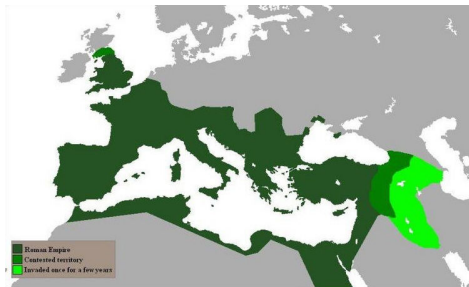 Roman Empire
Contested territory
Invaded once for a few years